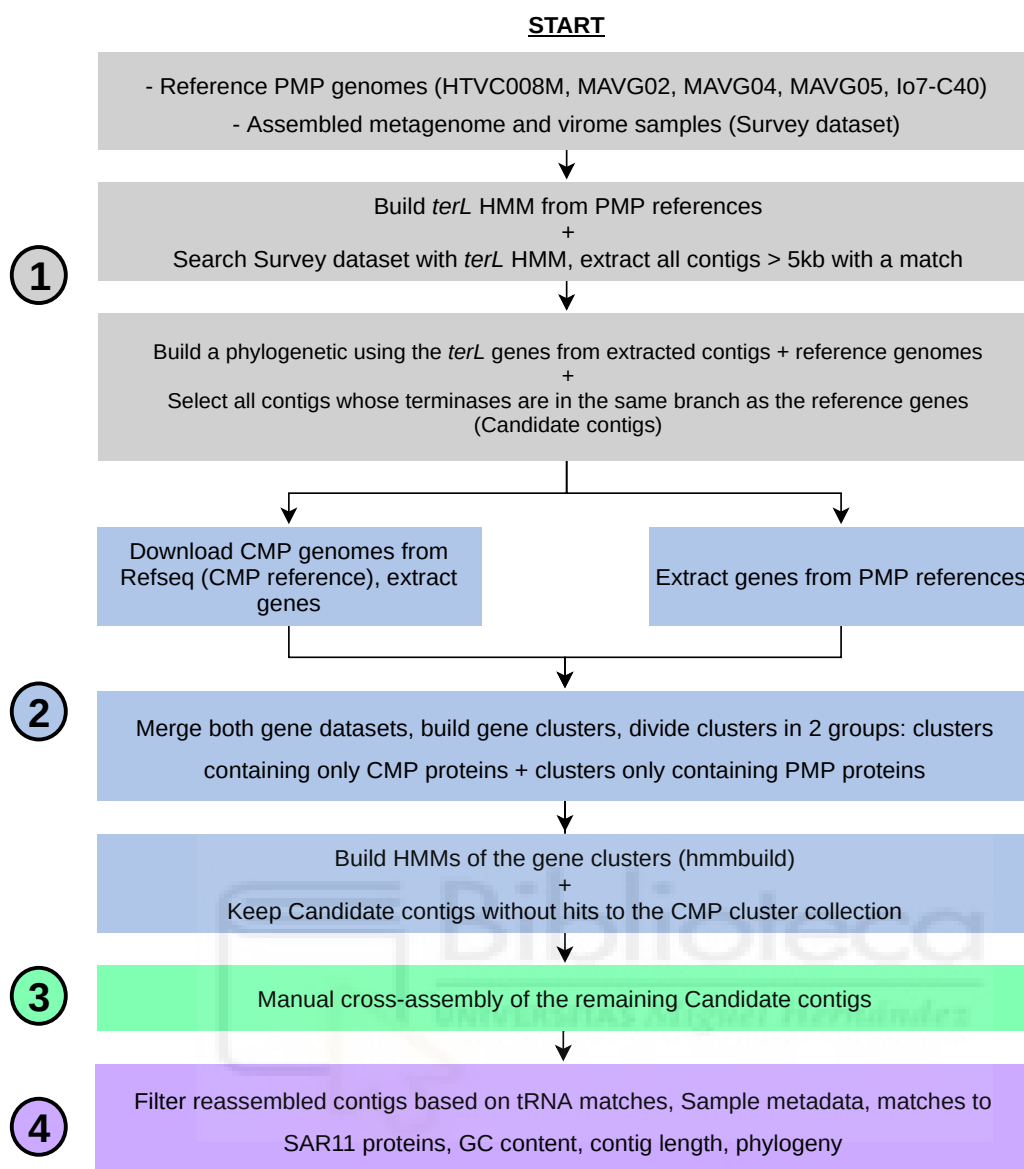 START
- Reference PMP genomes (HTVC008M, MAVG02, MAVG04, MAVG05, Io7-C40)
- Assembled metagenome and virome samples (Survey dataset)
Build terL HMM from PMP references
+
Search Survey dataset with terL HMM, extract all contigs > 5kb with a match
1
Build a phylogenetic using the terL genes from extracted contigs + reference genomes
+
Select all contigs whose terminases are in the same branch as the reference genes
(Candidate contigs)
Download CMP genomes from
Refseq (CMP reference), extract
genes
Extract genes from PMP references
2
Merge both gene datasets, build gene clusters, divide clusters in 2 groups: clusters
containing only CMP proteins + clusters only containing PMP proteins
Build HMMs of the gene clusters (hmmbuild)
+
Keep Candidate contigs without hits to the CMP cluster collection
Biblioteca
3
Manual cross-assembly of the remaining Candidate contigs
UNIVERSITAS Miguel Hernández
4
Filter reassembled contigs based on tRNA matches, Sample metadata, matches to
SAR11 proteins, GC content, contig length, phylogeny